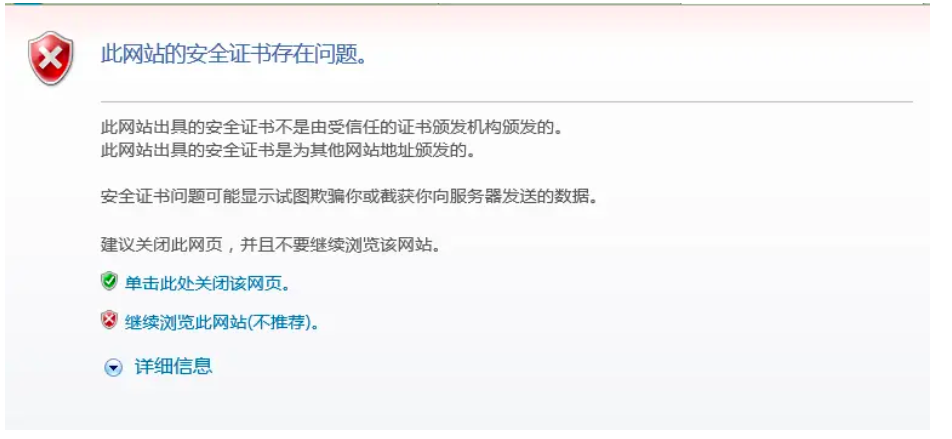 此网站的安全证书存在问题。
此网站出具的安全证书不是由受信任的证书颁发机构颁发的。
此网站出具的安全证书是为其他网站地址颁发的。
安全证书问题可能显示试图欺骗你或截获你向服务器发送的数据。
建议关闭此网页，并且不要继续浏览该网站。
单击此处关闭该网页。
继续浏览此网站(不推荐)。
详细信息